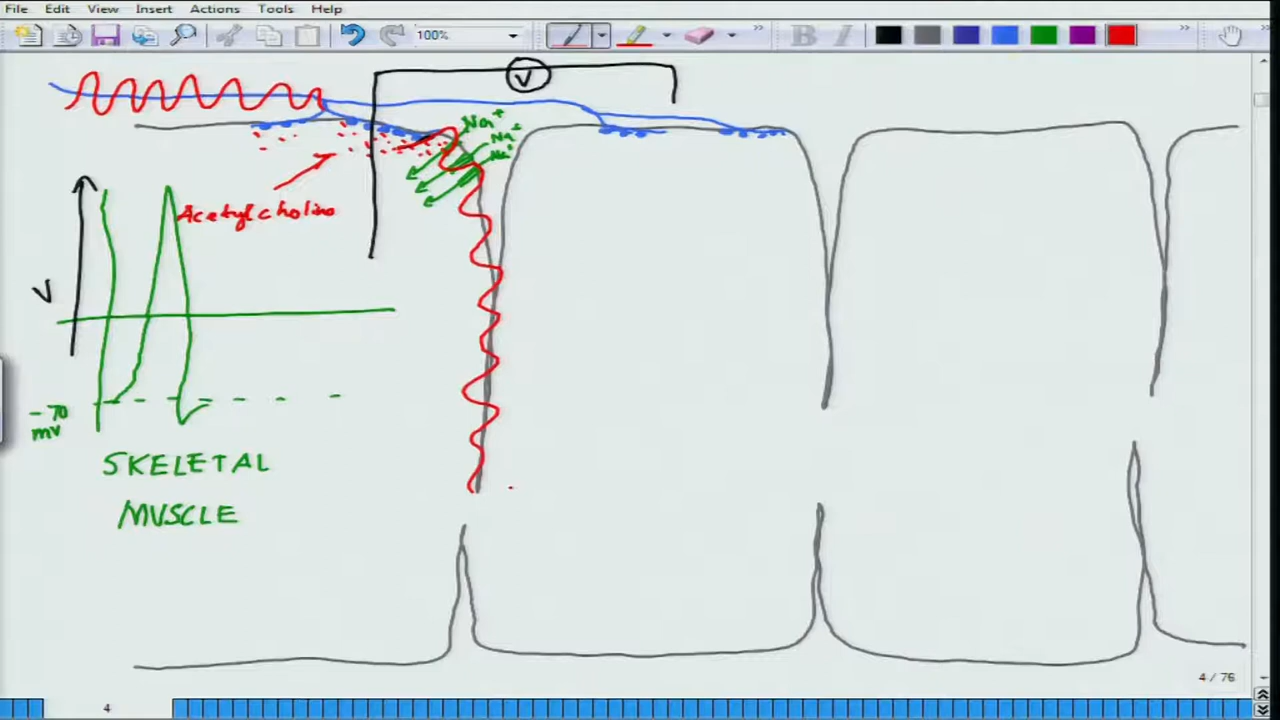 File Edit View Insert Actions Tools Help
100%
B I
V
Na+
Na+
Na+
Acetylcholine
V
-70
mv
SKELETAL
MUSCLE
4 / 76
4